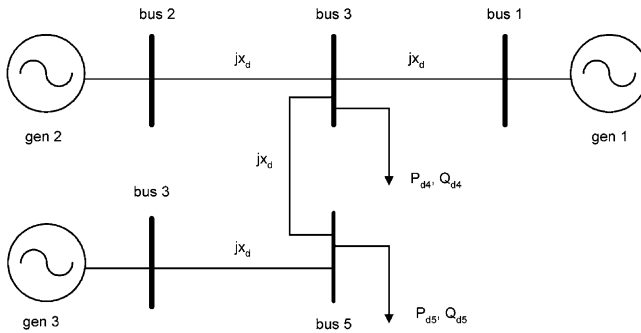 bus 2
bus 3
bus 1
jx_d
jx_d
gen 2
gen 1
jx_d
P_d4, Q_d4
bus 3
jx_d
gen 3
bus 5
P_d5, Q_d5